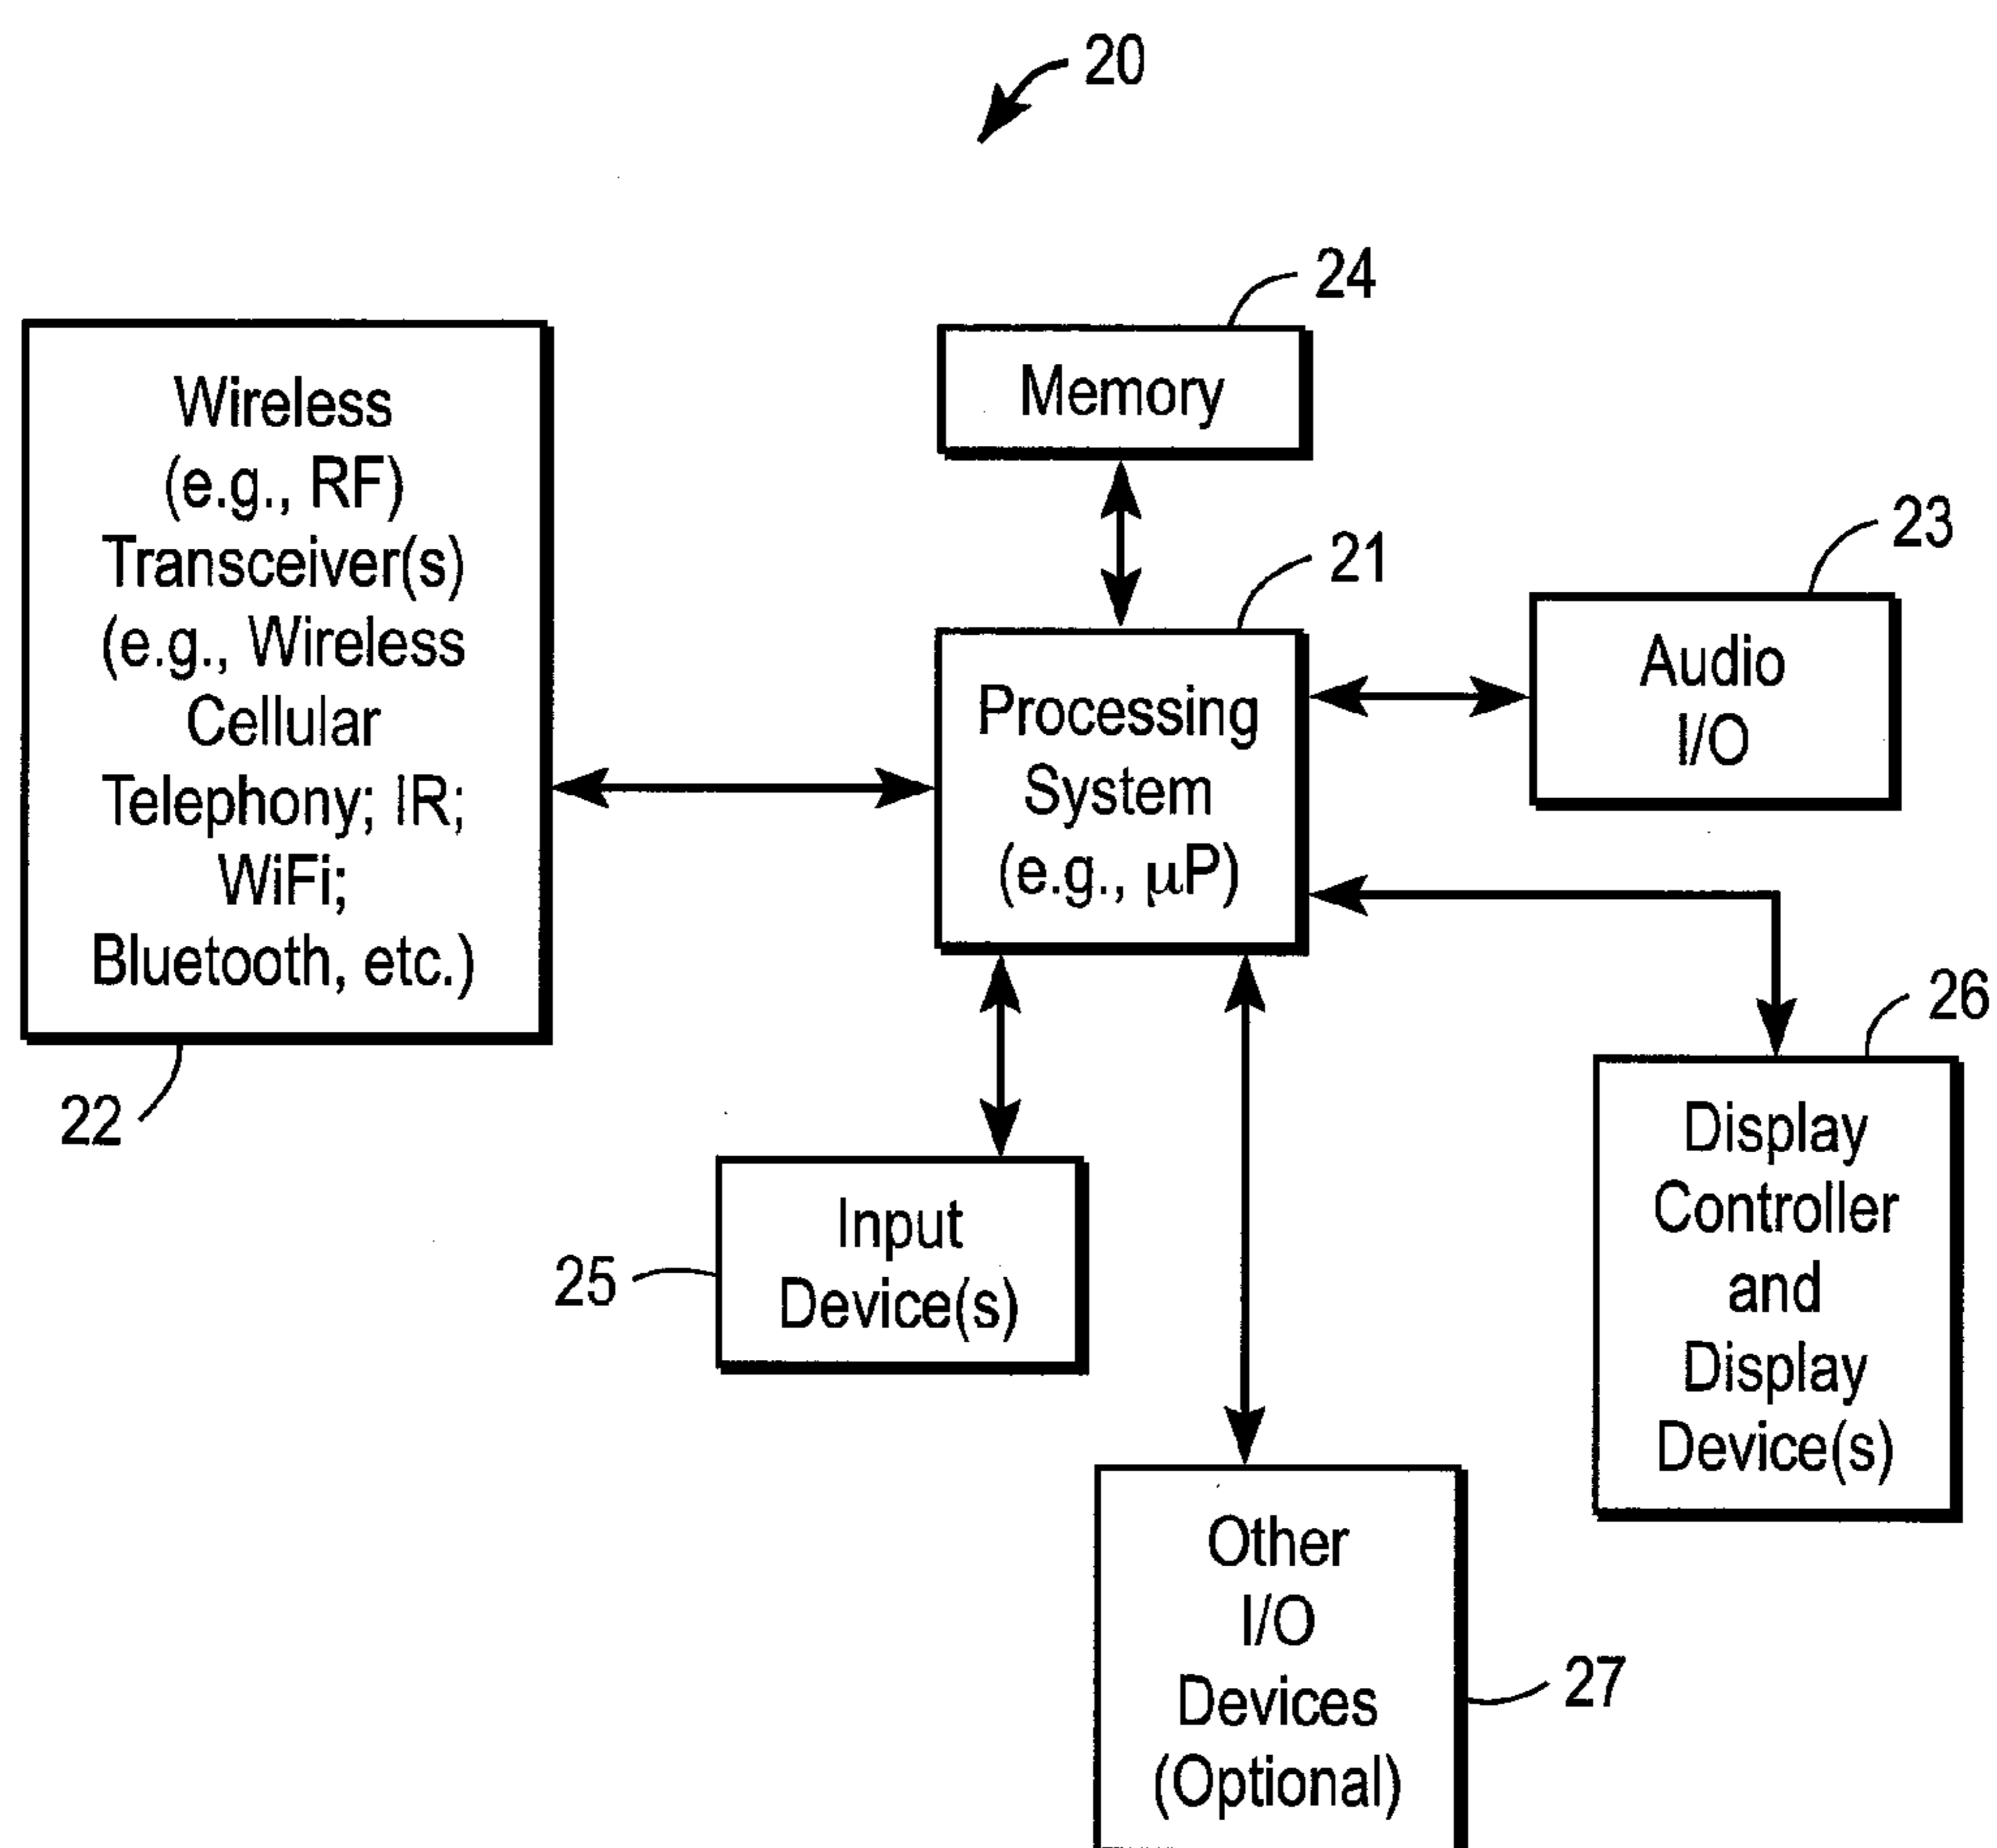 20
24
Memory
Wireless
(e.g., RF)
Transceiver(s)
(e.g., Wireless
Cellular
Telephony; IR;
WiFi;
Bluetooth, etc.)
22
21
Processing
System
(e.g., μP)
23
Audio
I/O
26
Display
Controller
and
Display
Device(s)
25
Input
Device(s)
Other
I/O
Devices
(Optional)
27